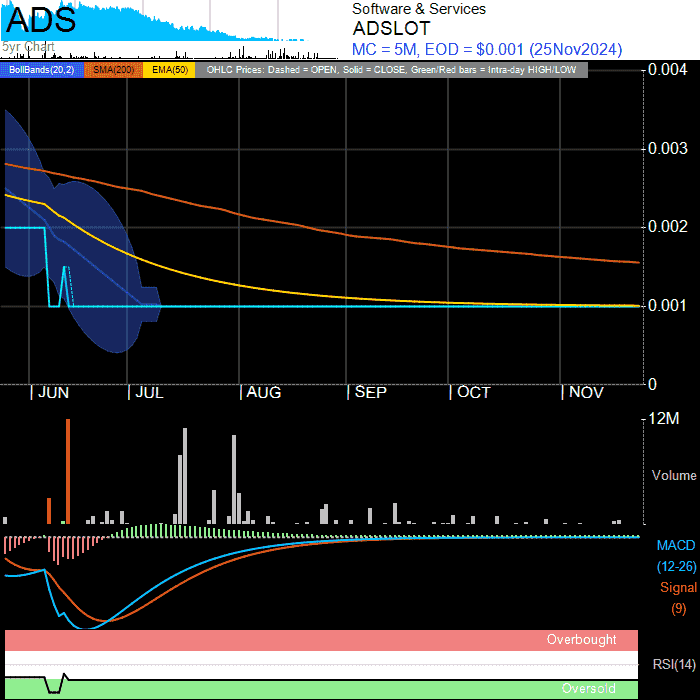 ADS
5yr Chart
Software & Services
ADSLOT
MC = 5M, EOD = $0.001 (25Nov2024)
BollBands(20,2) SMA(200) EMA(50) OHLC Prices: Dashed = OPEN, Solid = CLOSE, Green/Red bars = Intra-day HIGH/LOW
0.004
0.003
0.002
0.001
0
JUN JUL AUG SEP OCT NOV
12M
Volume
MACD
(12-26)
Signal
(9)
Overbought
RSI(14)
Oversold